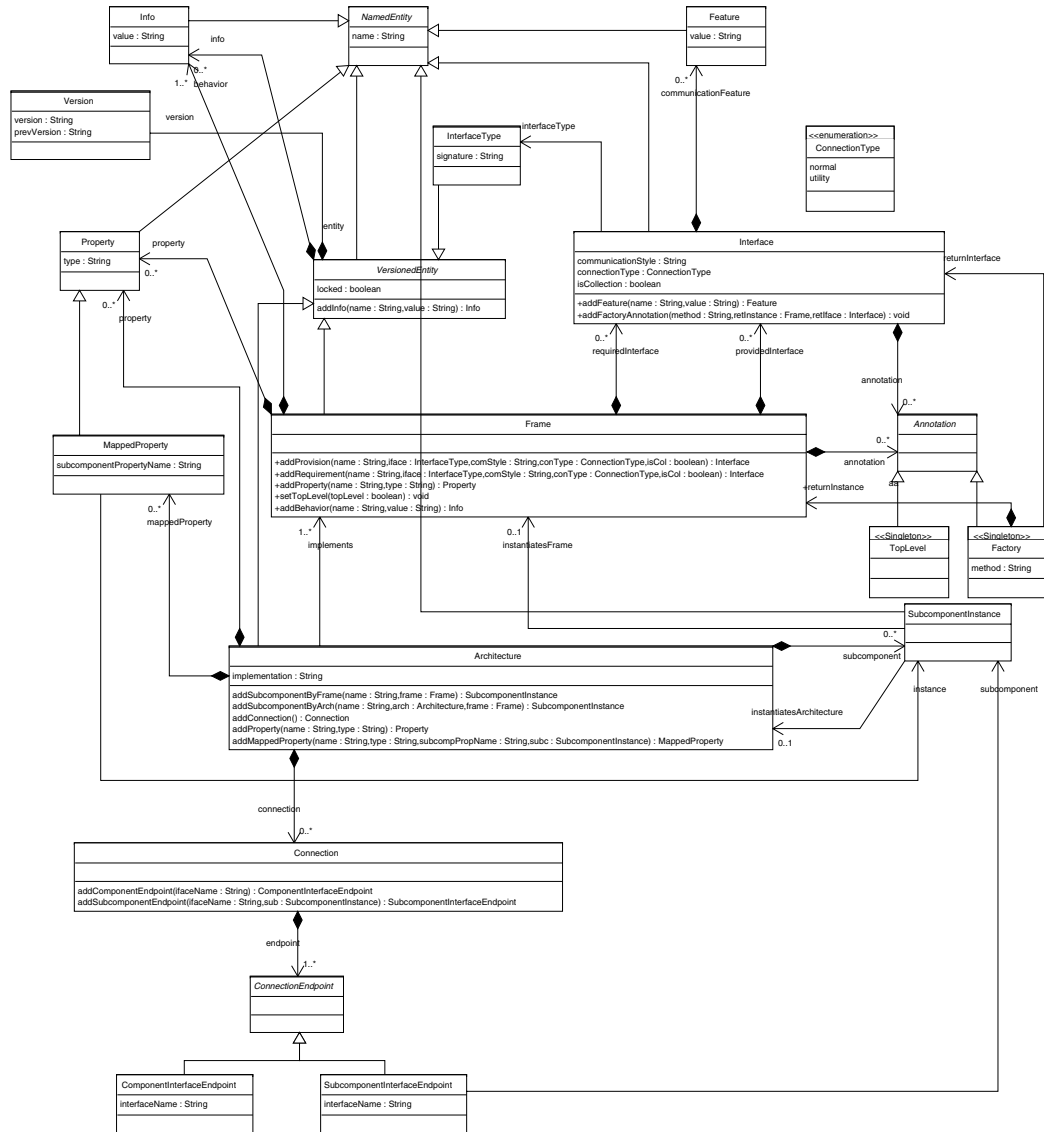 Info
value : String
NamedEntity
name : String
Feature
value : String
info
0..*
1..*
behavior
0..*
communicationFeature
Version
version : String
prevVersion : String
version
InterfaceType
signature : String
interfaceType
<<enumeration>>
ConnectionType
normal
utility
entity
Property
type : String
property
0..*
0..*
property
VersionedEntity
locked : boolean
addInfo(name : String,value : String) : Info
Interface
communicationStyle : String
connectionType : ConnectionType
isCollection : boolean
+addFeature(name : String,value : String) : Feature
+addFactoryAnnotation(method : String,retInstance : Frame,retIface : Interface) : void
returnInterface
0..*
requiredInterface
0..*
providedInterface
annotation
0..*
Frame
+addProvision(name : String,iface : InterfaceType,comStyle : String,conType : ConnectionType,isCol : boolean) : Interface
+addRequirement(name : String,iface : InterfaceType,comStyle : String,conType : ConnectionType,isCol : boolean) : Interface
+addProperty(name : String,type : String) : Property
+setTopLevel(topLevel : boolean) : void
+addBehavior(name : String,value : String) : Info
0..*
annotation
Annotation
aa
+returnInstance
MappedProperty
subcomponentPropertyName : String
0..*
mappedProperty
1..*
implements
0..1
instantiatesFrame
<<Singleton>>
TopLevel
<<Singleton>>
Factory
method : String
SubcomponentInstance
0..*
subcomponent
instance
subcomponent
Architecture
implementation : String
addSubcomponentByFrame(name : String,frame : Frame) : SubcomponentInstance
addSubcomponentByArch(name : String,arch : Architecture,frame : Frame) : SubcomponentInstance
addConnection() : Connection
addProperty(name : String,type : String) : Property
addMappedProperty(name : String,type : String,subcompPropName : String,subc : SubcomponentInstance) : MappedProperty
instantiatesArchitecture
0..1
connection
0..*
Connection
addComponentEndpoint(ifaceName : String) : ComponentInterfaceEndpoint
addSubcomponentEndpoint(ifaceName : String,sub : SubcomponentInstance) : SubcomponentInterfaceEndpoint
endpoint
1..*
ConnectionEndpoint
ComponentInterfaceEndpoint
interfaceName : String
SubcomponentInterfaceEndpoint
interfaceName : String